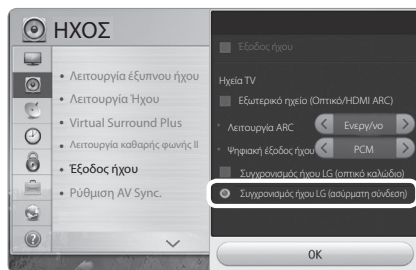 ΗΧΟΣ
• Λειτουργία έξυπνου ήχου
• Λειτουργία Ήχου
• Virtual Surround Plus
• Λειτουργία καθαρής φωνής II
• Έξοδος ήχου
• Ρύθμιση AV Sync.
Έξοδος ήχου
Ηχεία TV
Εξωτερικό ηχείο (Οπτικό/HDMI ARC)
• Λειτουργία ARC < Ενεργ/νο >
• Ψηφιακή έξοδος ήχου < PCM >
Συγχρονισμός ήχου LG (οπτικό καλώδιο)
Συγχρονισμός ήχου LG (ασύρματη σύνδεση)
OK